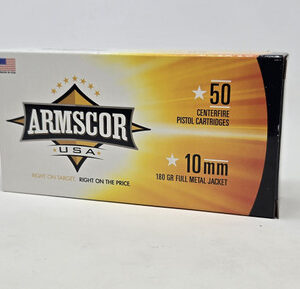 50
CENTERFIRE
PISTOL CARTRIDGES
ARMSCOR
USA
10mm
180 GR FULL METAL JACKET
RIGHT ON TARGET. RIGHT ON THE PRICE